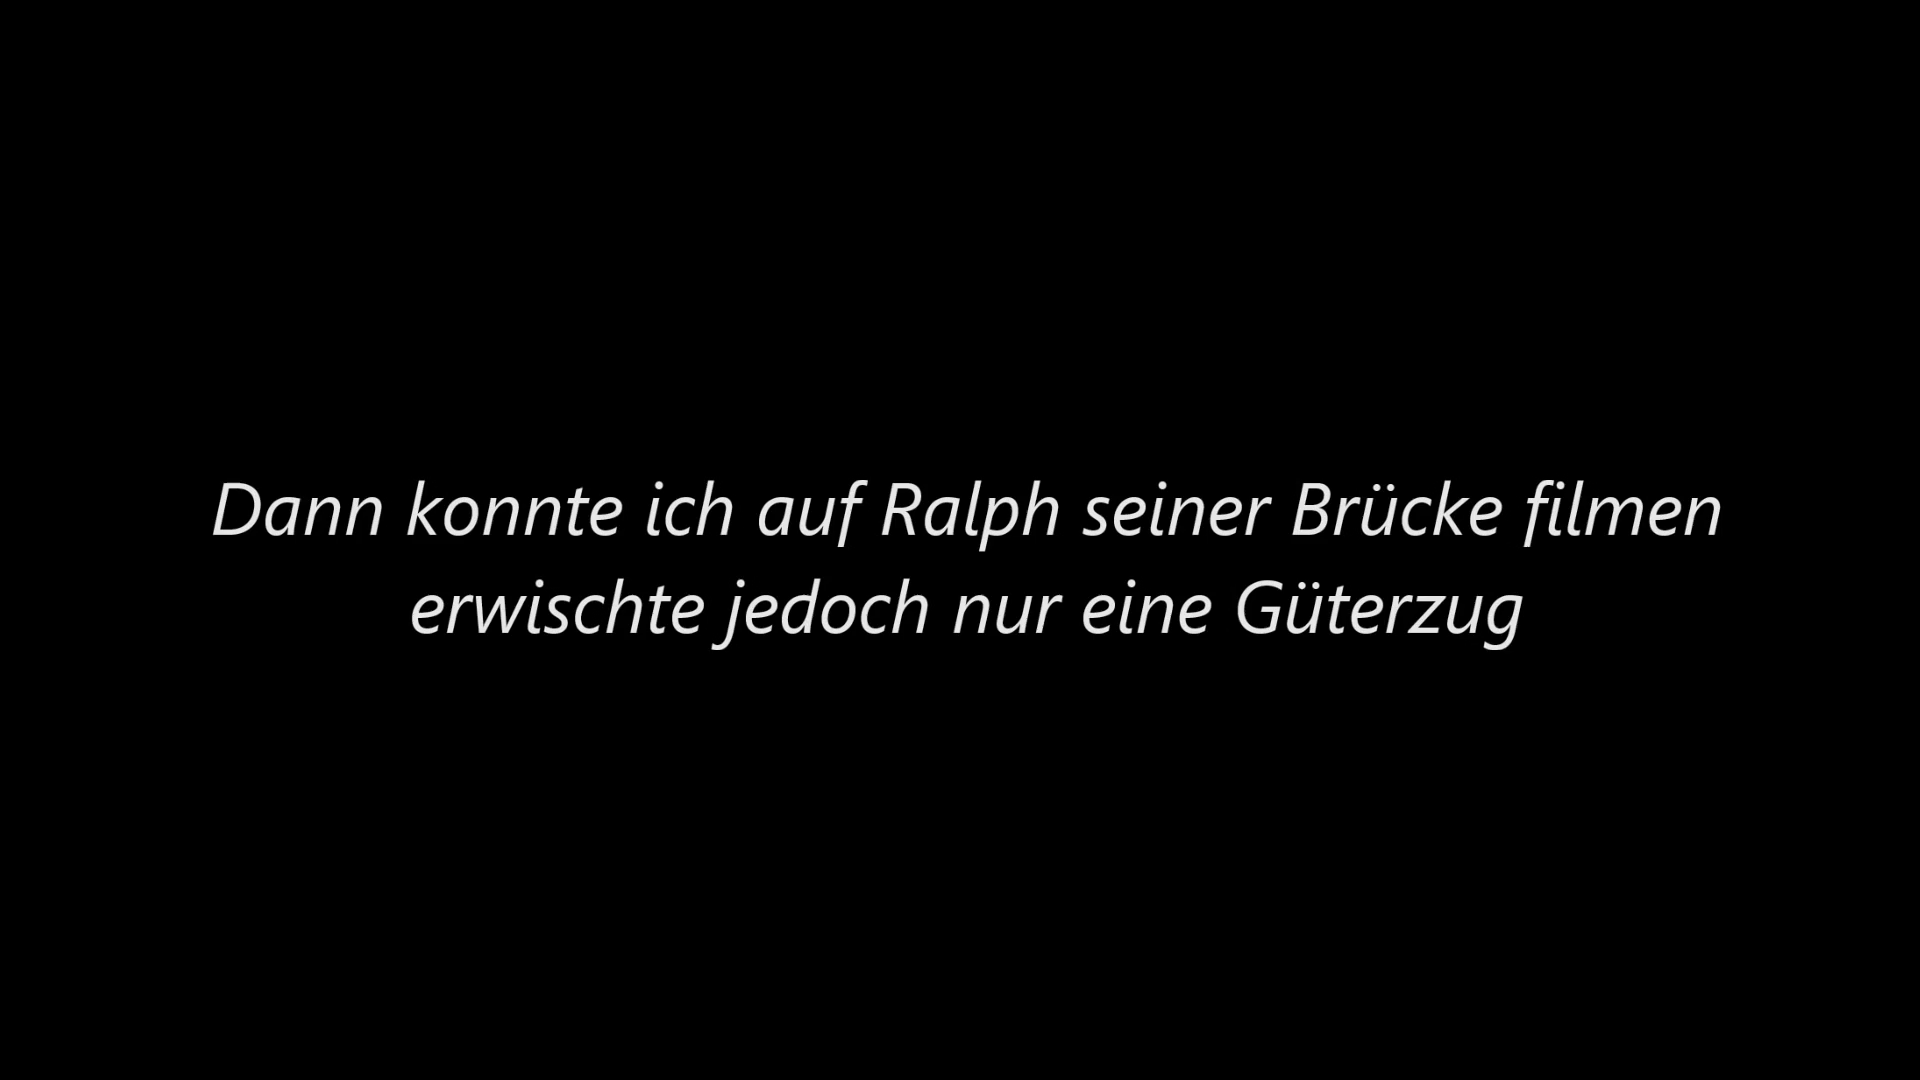 Dann konnte ich auf Ralph seiner Brücke filmen
erwischte jedoch nur eine Güterzug